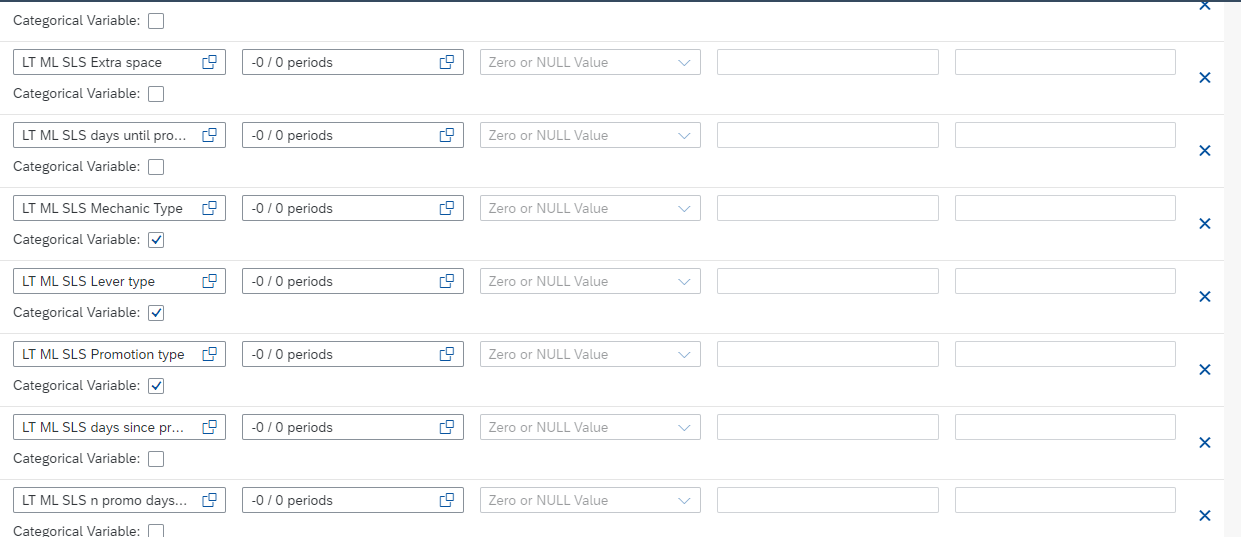 Categorical Variable:
LT ML SLS Extra space -0 / 0 periods Zero or NULL Value
Categorical Variable:
LT ML SLS days until pro... -0 / 0 periods Zero or NULL Value
Categorical Variable:
LT ML SLS Mechanic Type -0 / 0 periods Zero or NULL Value
Categorical Variable:
LT ML SLS Lever type -0 / 0 periods Zero or NULL Value
Categorical Variable:
LT ML SLS Promotion type -0 / 0 periods Zero or NULL Value
Categorical Variable:
LT ML SLS days since pr... -0 / 0 periods Zero or NULL Value
Categorical Variable:
LT ML SLS n promo days... -0 / 0 periods Zero or NULL Value
Categorical Variable: